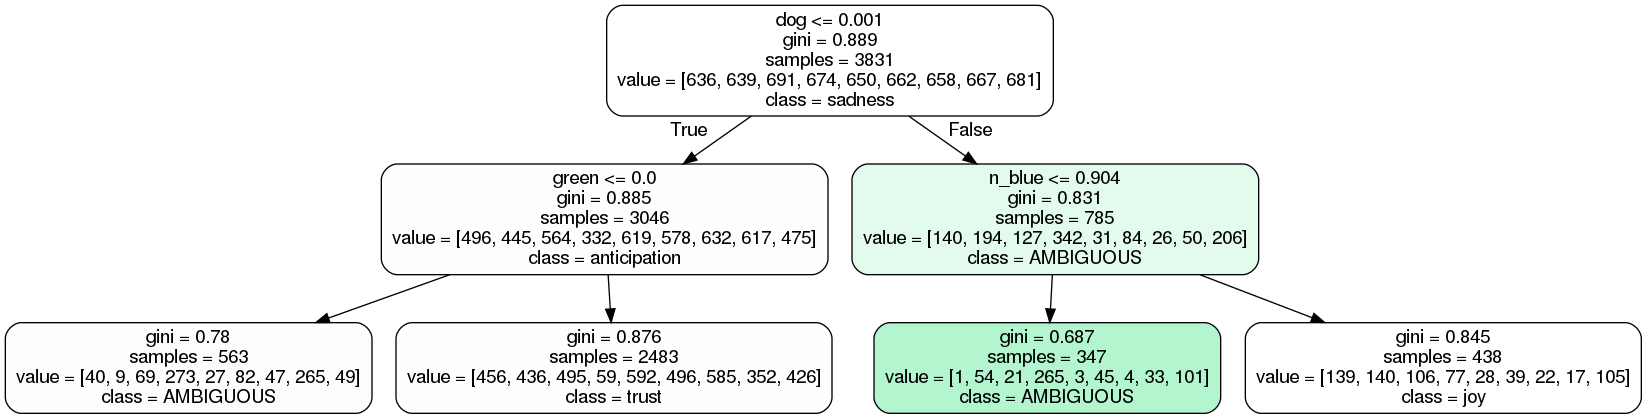 dog <= 0.001
gini = 0.889
samples = 3831
value = [636, 639, 691, 674, 650, 662, 658, 667, 681]
class = sadness
True
False
green <= 0.0
gini = 0.885
samples = 3046
value = [496, 445, 564, 332, 619, 578, 632, 617, 475]
class = anticipation
n_blue <= 0.904
gini = 0.831
samples = 785
value = [140, 194, 127, 342, 31, 84, 26, 50, 206]
class = AMBIGUOUS
gini = 0.78
samples = 563
value = [40, 9, 69, 273, 27, 82, 47, 265, 49]
class = AMBIGUOUS
gini = 0.876
samples = 2483
value = [456, 436, 495, 59, 592, 496, 585, 352, 426]
class = trust
gini = 0.687
samples = 347
value = [1, 54, 21, 265, 3, 45, 4, 33, 101]
class = AMBIGUOUS
gini = 0.845
samples = 438
value = [139, 140, 106, 77, 28, 39, 22, 17, 105]
class = joy